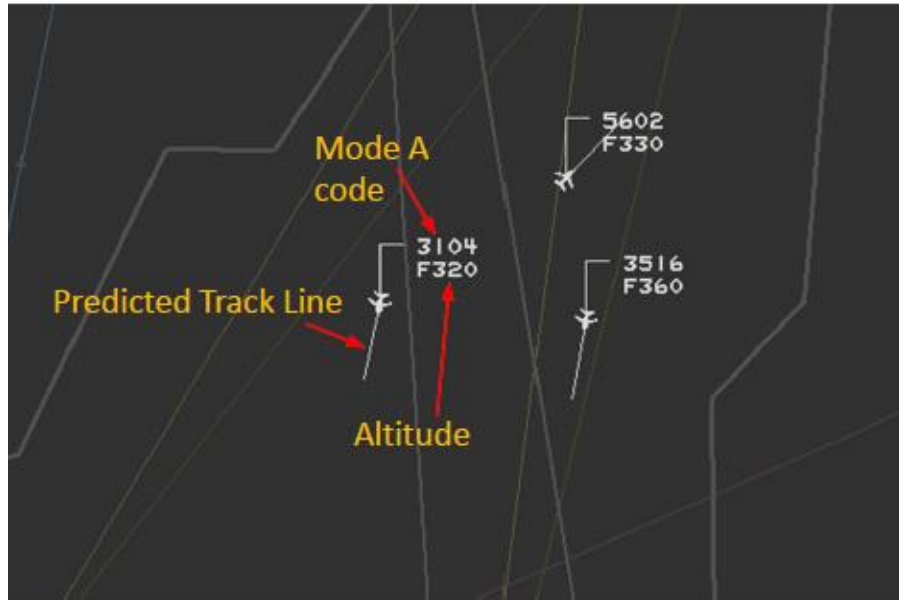 5602
F330
Mode A
code
3104
F320
3516
F360
Predicted Track Line
Altitude